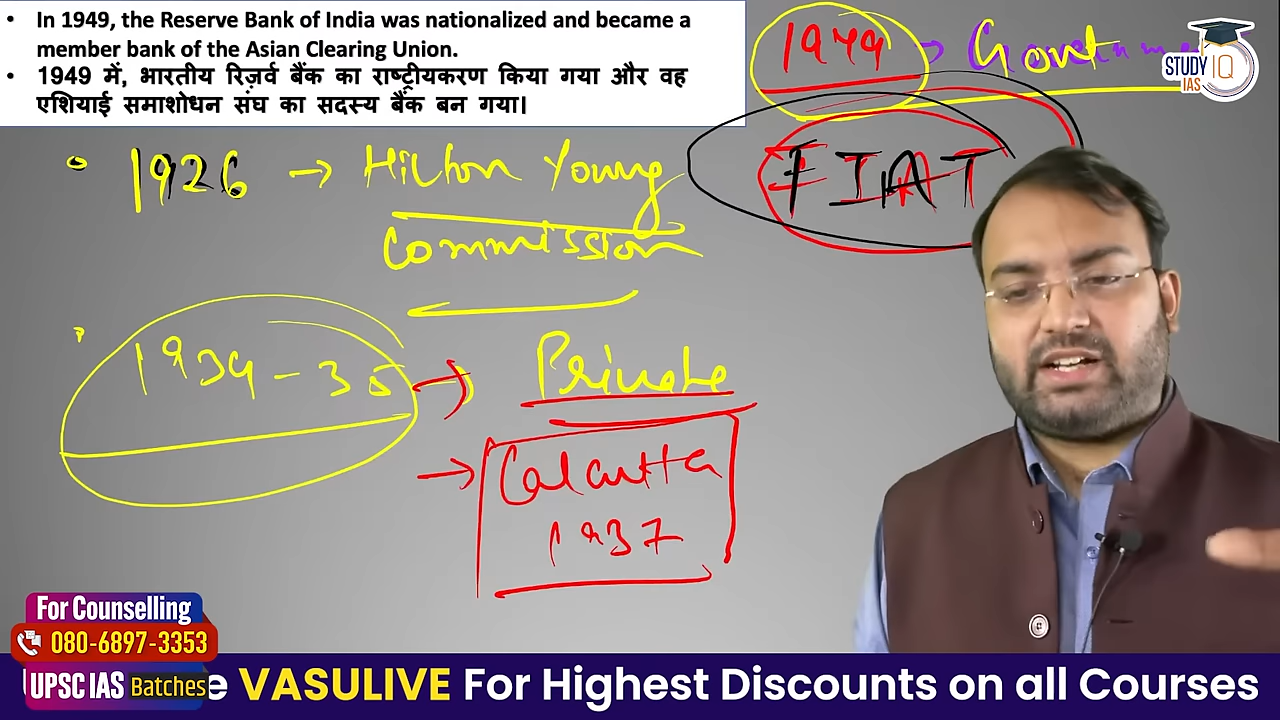 • In 1949, the Reserve Bank of India was nationalized and became a
member bank of the Asian Clearing Union.
• 1949 में, भारतीय रिज़र्व बैंक का राष्ट्रीयकरण किया गया और वह
एशियाई समाशोधन संघ का सदस्य बैंक बन गया।
1949 → Government
STUDY IQ
IAS
FIAT
• 1926 → Hilton Young
Commission
1934-35 → Private
→ Calcutta
1937
For Counselling
080-6897-3353
UPSC IAS Batches
e VASULIVE For Highest Discounts on all Courses